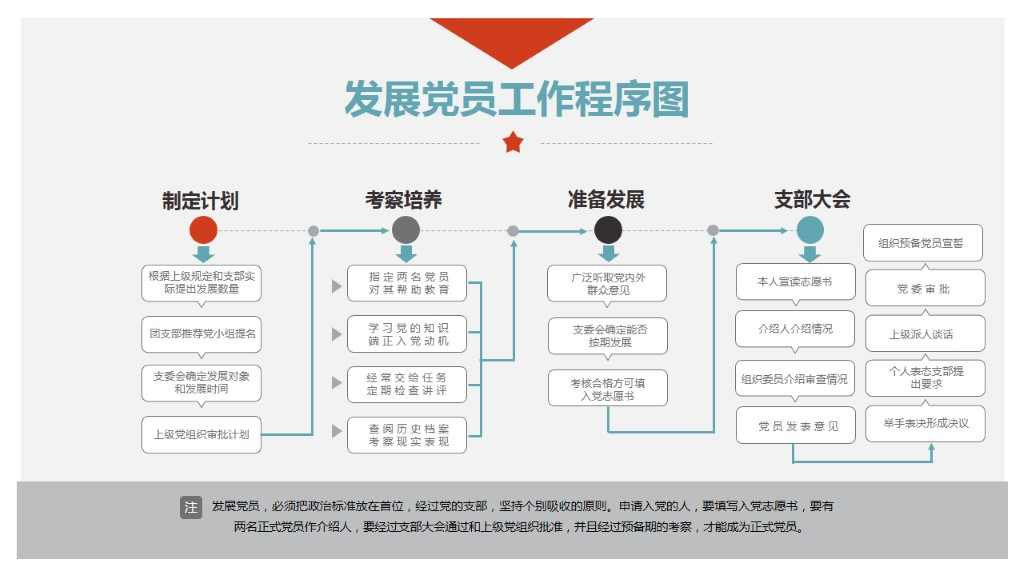 发展党员工作程序图
制定计划
根据上级规定和支部实
际提出发展数量
团支部推荐党小组提名
支委会确定发展对象
和发展时间
上级党组织审批计划
考察培养
指定两名党员
对其帮助教育
学习党的知识
端正入党动机
经常交给任务
定期检查讲评
查阅历史档案
考察现实表现
准备发展
广泛听取党内外
群众意见
支委会确定能否
按期发展
考核合格方可填
入党志愿书
支部大会
本人宣读志愿书
介绍人介绍情况
组织委员介绍审查情况
党员发表意见
举手表决形成决议
个人表态支部提
出要求
上级派人谈话
党委审批
组织预备党员宣誓
注
发展党员，必须把政治标准放在首位，经过党的支部，坚持个别吸收的原则。申请入党的人，要填写入党志愿书，要有
两名正式党员作介绍人，要经过支部大会通过和上级党组织批准，并且经过预备期的考察，才能成为正式党员。